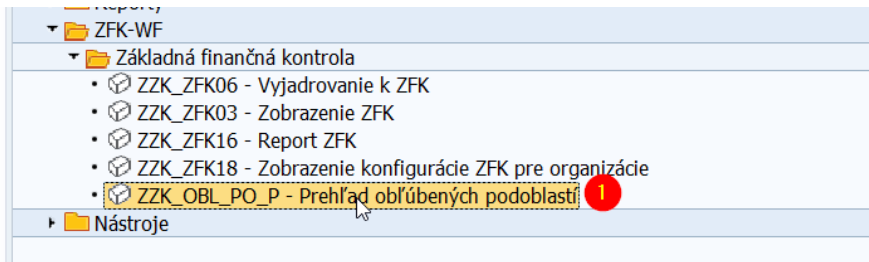 Reporty
ZFK-WF
Základná finančná kontrola
ZZK_ZFK06 - Vyjadrovanie k ZFK
ZZK_ZFK03 - Zobrazenie ZFK
ZZK_ZFK16 - Report ZFK
ZZK_ZFK18 - Zobrazenie konfigurácie ZFK pre organizácie
ZZK_OBL_PO_P - Prehľad obľúbených podoblastí 1
Nástroje